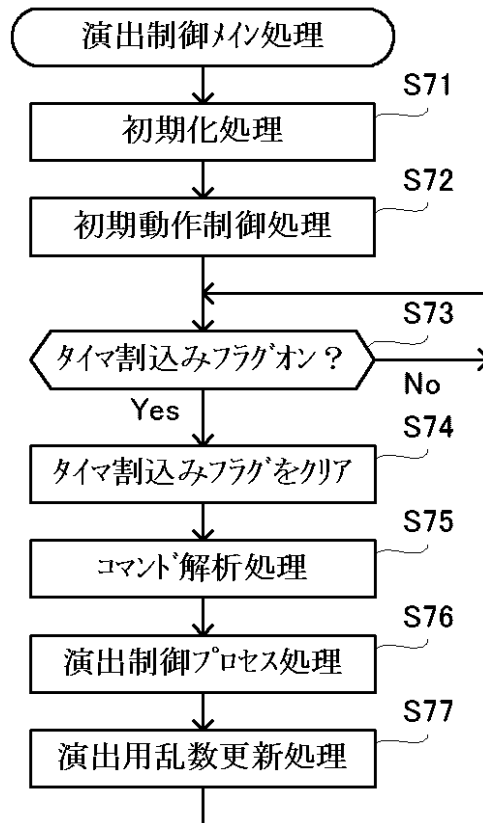 演出制御メイン処理
S71
初期化処理
S72
初期動作制御処理
S73
タイマ割込みフラグオン？
No
Yes
S74
タイマ割込みフラグをクリア
S75
コマンド解析処理
S76
演出制御プロセス処理
S77
演出用乱数更新処理